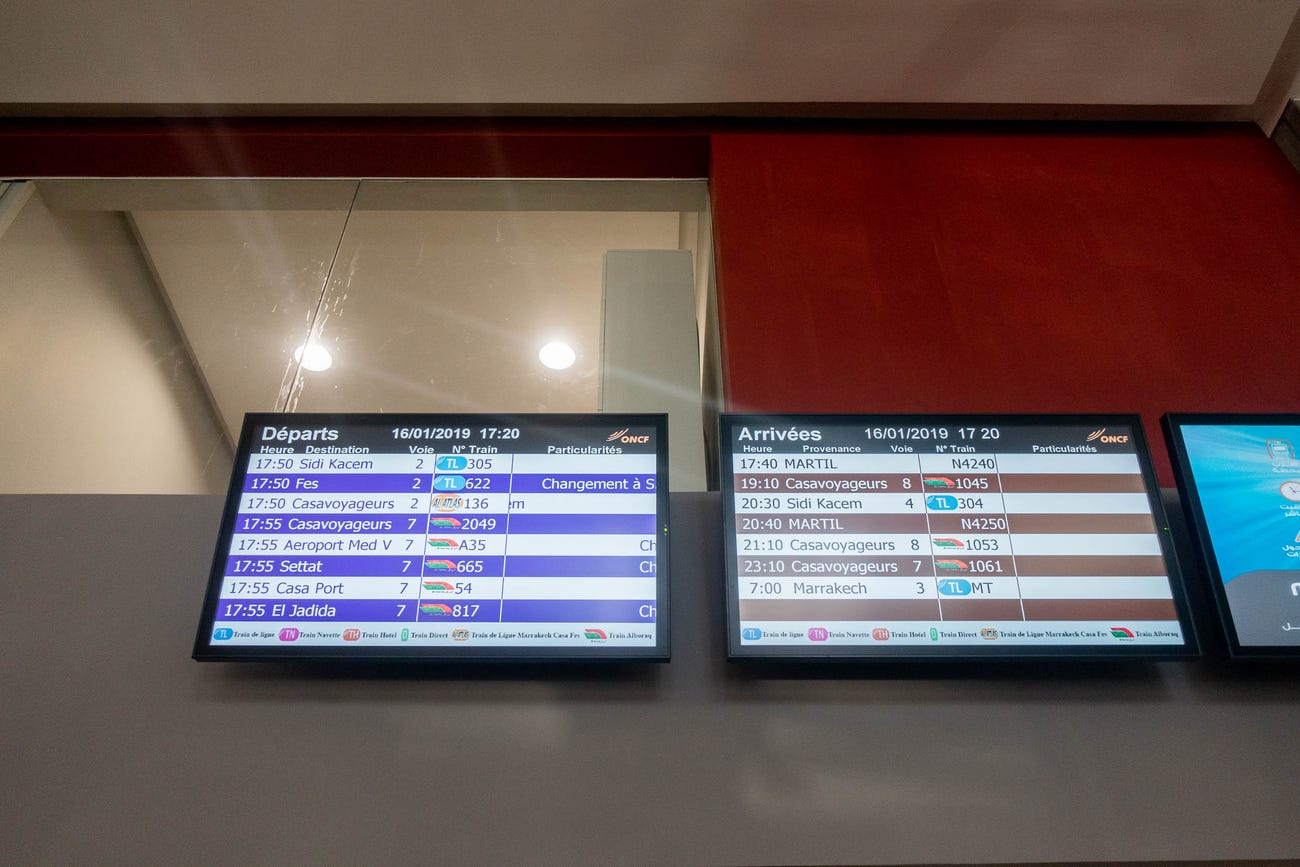 Départs 16/01/2019 17:20 ONCF
Heure Destination Voie N° Train Particularités
17:50 Sidi Kacem 2 TL 305
17:50 Fes 2 TL 622 Changement à S
17:50 Casavoyageurs 2 AL ATLAS 136 em
17:55 Casavoyageurs 7 2049
17:55 Aeroport Med V 7 A35 Ch
17:55 Settat 7 665 Ch
17:55 Casa Port 7 54 Ch
17:55 El Jadida 7 817 Ch
TL Train de ligne TN Train Navette TH Train Hotel D Train Direct Train de Ligne Marrakech Casa Fes Train Alboraq
Arrivées 16/01/2019 17 20 ONCF
Heure Provenance Voie N° Train Particularités
17:40 MARTIL N4240
19:10 Casavoyageurs 8 1045
20:30 Sidi Kacem 4 TL 304
20:40 MARTIL N4250
21:10 Casavoyageurs 8 1053
23:10 Casavoyageurs 7 1061
7:00 Marrakech 3 TL MT
TL Train de ligne TN Train Navette TH Train Hotel D Train Direct Train de Ligne Marrakech Casa Fes Train Alboraq